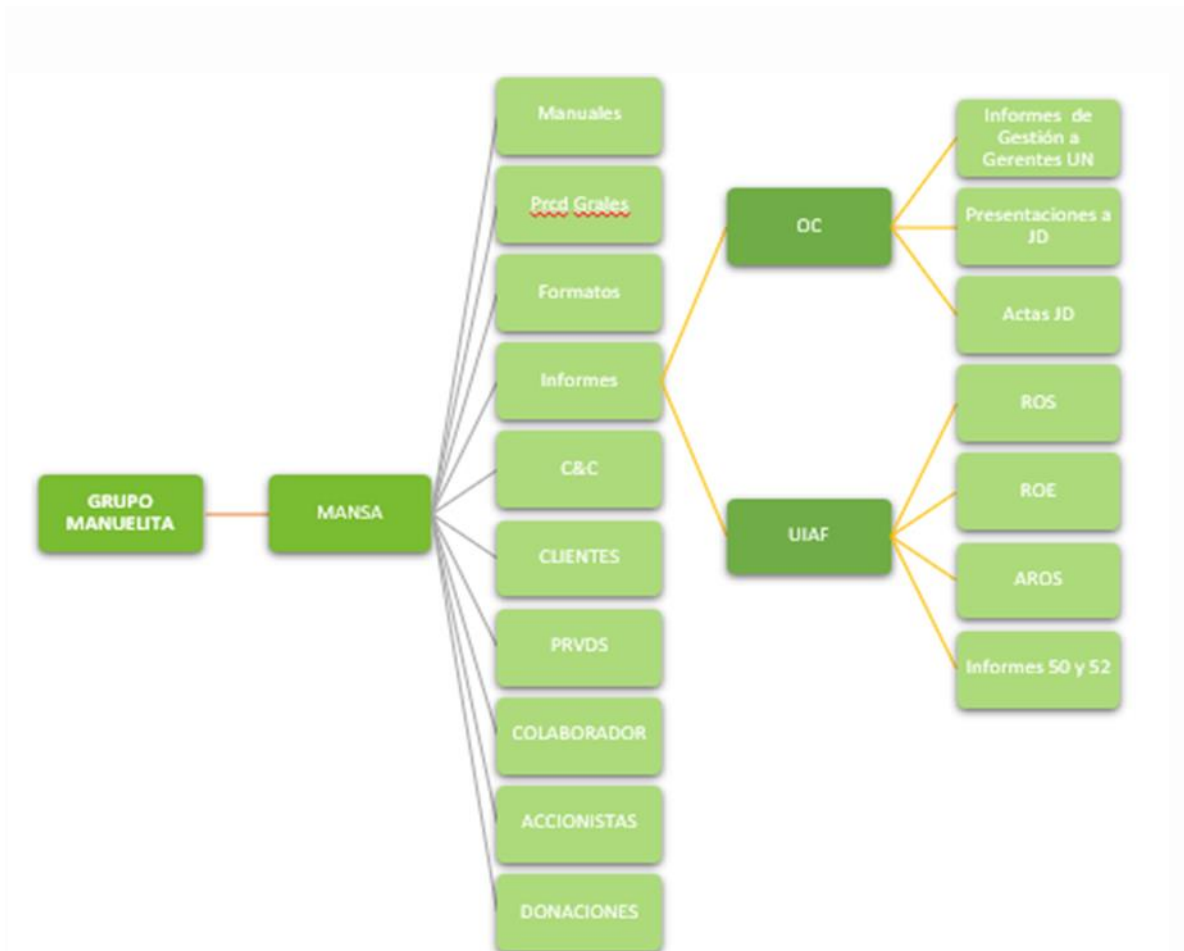 GRUPO
MANUELITA
MANSA
Manuales
Prcd Grales
Formatos
Informes
C&C
CLIENTES
PRVDS
COLABORADOR
ACCIONISTAS
DONACIONES
OC
UIAF
Informes de
Gestión a
Gerentes UN
Presentaciones a
JD
Actas JD
ROS
ROE
AROS
Informes 50 y 52